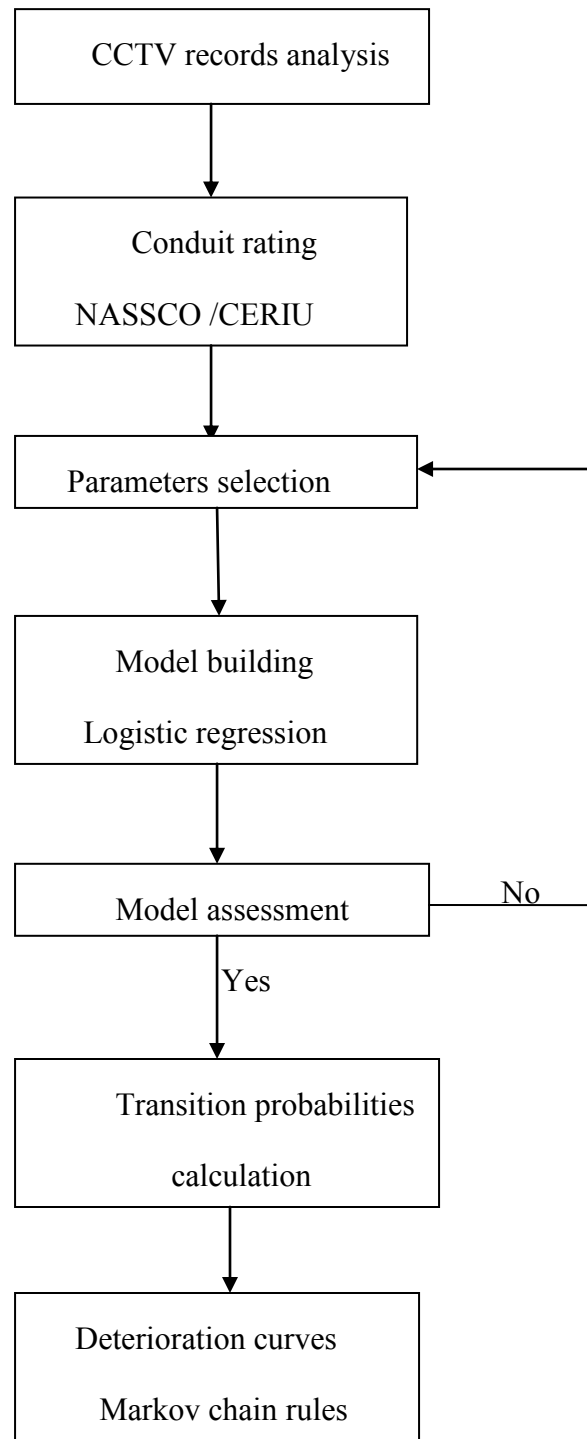 CCTV records analysis
Conduit rating
NASSCO /CERIU
Parameters selection
Model building
Logistic regression
Model assessment
No
Yes
Transition probabilities
calculation
Deterioration curves
Markov chain rules